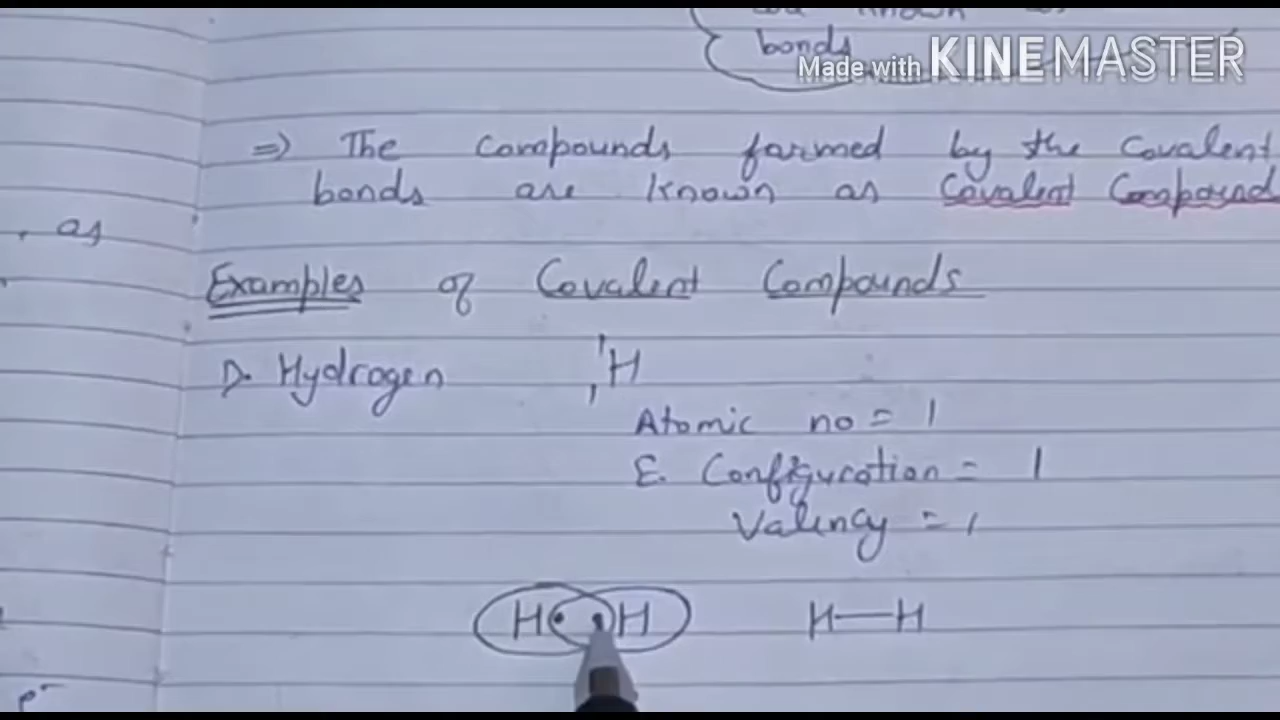 bonds
Made with KINEMASTER
=) The Compounds formed by the Covalent
bonds are known as Covalent Compound
, as
Examples of Covalent Compounds
1). Hydrogen ¹₁H
Atomic no = 1
E. Configuration = 1
Valency = 1
H • • H H—H
e⁻